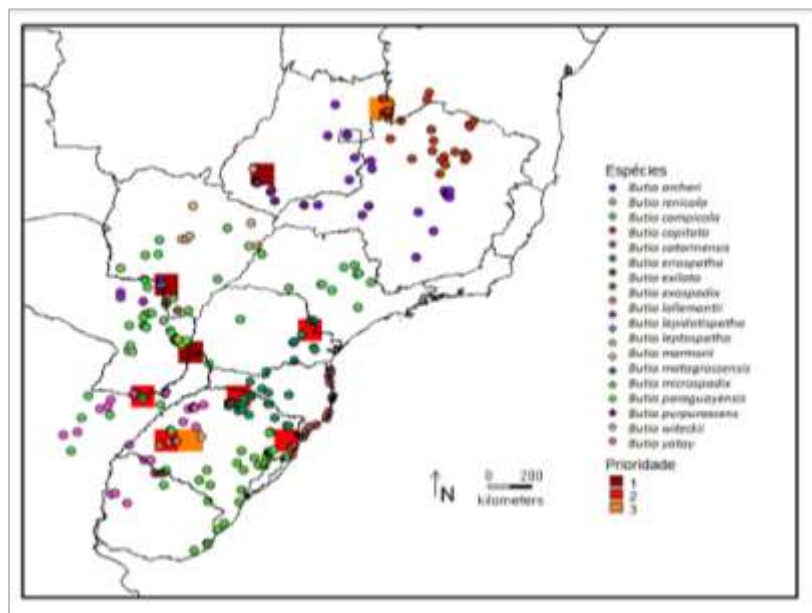 Espécies
Butia archeri
Butia arenicola
Butia campicola
Butia capitata
Butia catarinensis
Butia eriospatha
Butia exilata
Butia exospadix
Butia lallemantii
Butia lepidotispatha
Butia leptospatha
Butia marmorii
Butia matogrossensis
Butia microspadix
Butia paraguayensis
Butia purpurascens
Butia witeckii
Butia yatay
Prioridade
1
2
3
N
0 200
kilometers